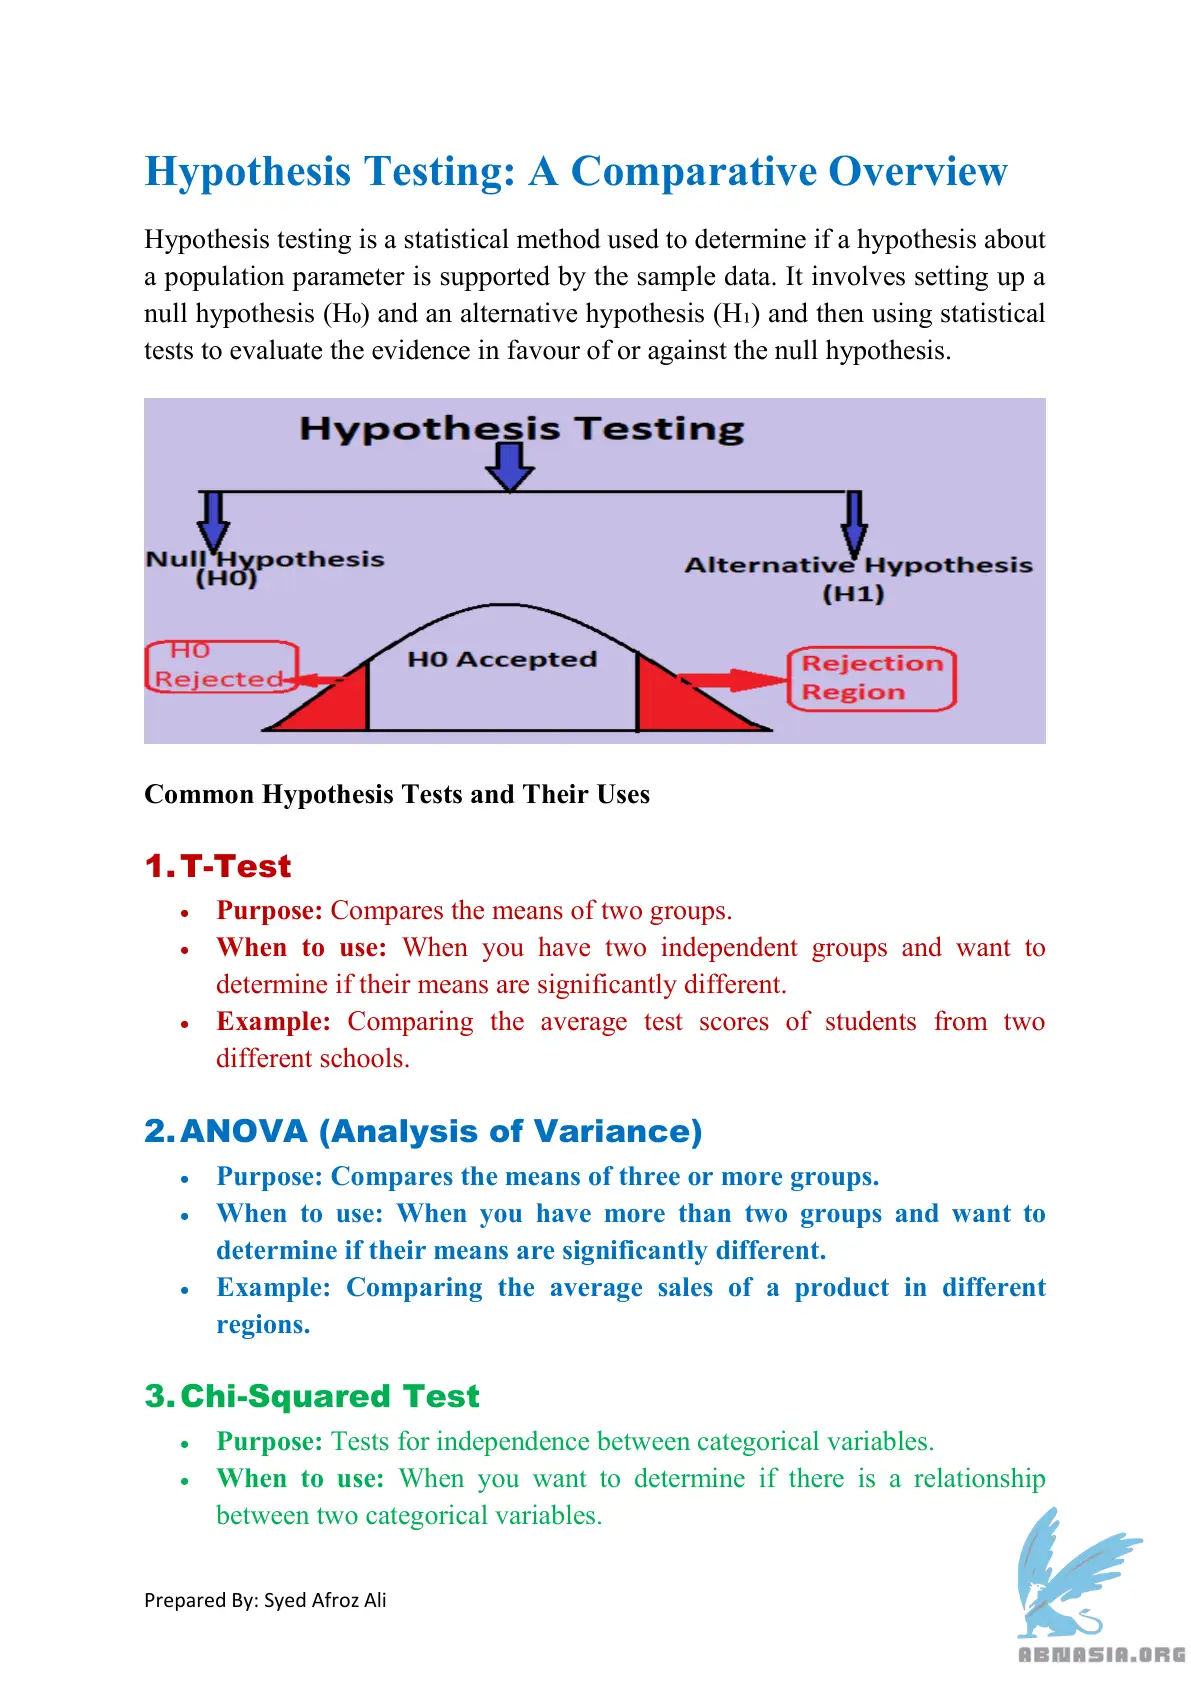 Hypothesis Testing: A Comparative Overview
Hypothesis testing is a statistical method used to determine if a hypothesis about
a population parameter is supported by the sample data. It involves setting up a
null hypothesis (H₀) and an alternative hypothesis (H₁) and then using statistical
tests to evaluate the evidence in favour of or against the null hypothesis.
Hypothesis Testing
Null Hypothesis
(H0)
Alternative Hypothesis
(H1)
H0
Rejected
H0 Accepted
Rejection
Region
Common Hypothesis Tests and Their Uses
1. T-Test
• Purpose: Compares the means of two groups.
• When to use: When you have two independent groups and want to
determine if their means are significantly different.
• Example: Comparing the average test scores of students from two
different schools.
2. ANOVA (Analysis of Variance)
• Purpose: Compares the means of three or more groups.
• When to use: When you have more than two groups and want to
determine if their means are significantly different.
• Example: Comparing the average sales of a product in different
regions.
3. Chi-Squared Test
• Purpose: Tests for independence between categorical variables.
• When to use: When you want to determine if there is a relationship
between two categorical variables.
Prepared By: Syed Afroz Ali
ABNASIA.ORG